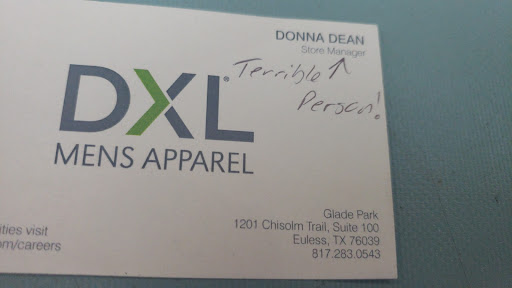 DONNA DEAN
Store Manager
Terrible
Person!
DXL®
MENS APPAREL
Glade Park
1201 Chisolm Trail, Suite 100
Euless, TX 76039
817.283.0543
ities visit
om/careers